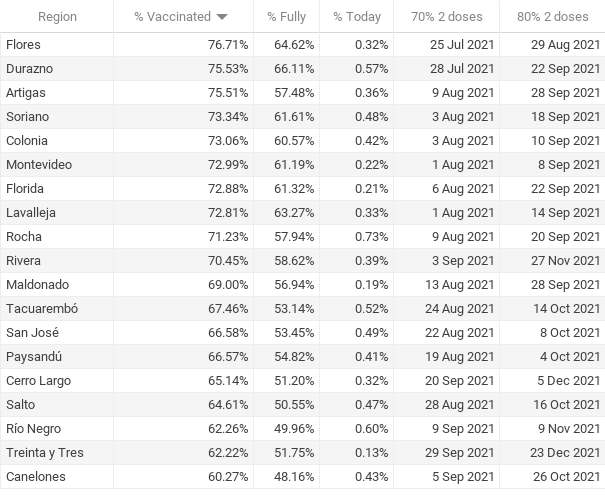 Region % Vaccinated % Fully % Today 70% 2 doses 80% 2 doses
Flores 76.71% 64.62% 0.32% 25 Jul 2021 29 Aug 2021
Durazno 75.53% 66.11% 0.57% 28 Jul 2021 22 Sep 2021
Artigas 75.51% 57.48% 0.36% 9 Aug 2021 28 Sep 2021
Soriano 73.34% 61.61% 0.48% 3 Aug 2021 18 Sep 2021
Colonia 73.06% 60.57% 0.42% 3 Aug 2021 10 Sep 2021
Montevideo 72.99% 61.19% 0.22% 1 Aug 2021 8 Sep 2021
Florida 72.88% 61.32% 0.21% 6 Aug 2021 22 Sep 2021
Lavalleja 72.81% 63.27% 0.33% 1 Aug 2021 14 Sep 2021
Rocha 71.23% 57.94% 0.73% 9 Aug 2021 20 Sep 2021
Rivera 70.45% 58.62% 0.39% 3 Sep 2021 27 Nov 2021
Maldonado 69.00% 56.94% 0.19% 13 Aug 2021 28 Sep 2021
Tacuarembó 67.46% 53.14% 0.52% 24 Aug 2021 14 Oct 2021
San José 66.58% 53.45% 0.49% 22 Aug 2021 8 Oct 2021
Paysandú 66.57% 54.82% 0.41% 19 Aug 2021 4 Oct 2021
Cerro Largo 65.14% 51.20% 0.32% 20 Sep 2021 5 Dec 2021
Salto 64.61% 50.55% 0.47% 28 Aug 2021 16 Oct 2021
Río Negro 62.26% 49.96% 0.60% 9 Sep 2021 9 Nov 2021
Treinta y Tres 62.22% 51.75% 0.13% 29 Sep 2021 23 Dec 2021
Canelones 60.27% 48.16% 0.43% 5 Sep 2021 26 Oct 2021